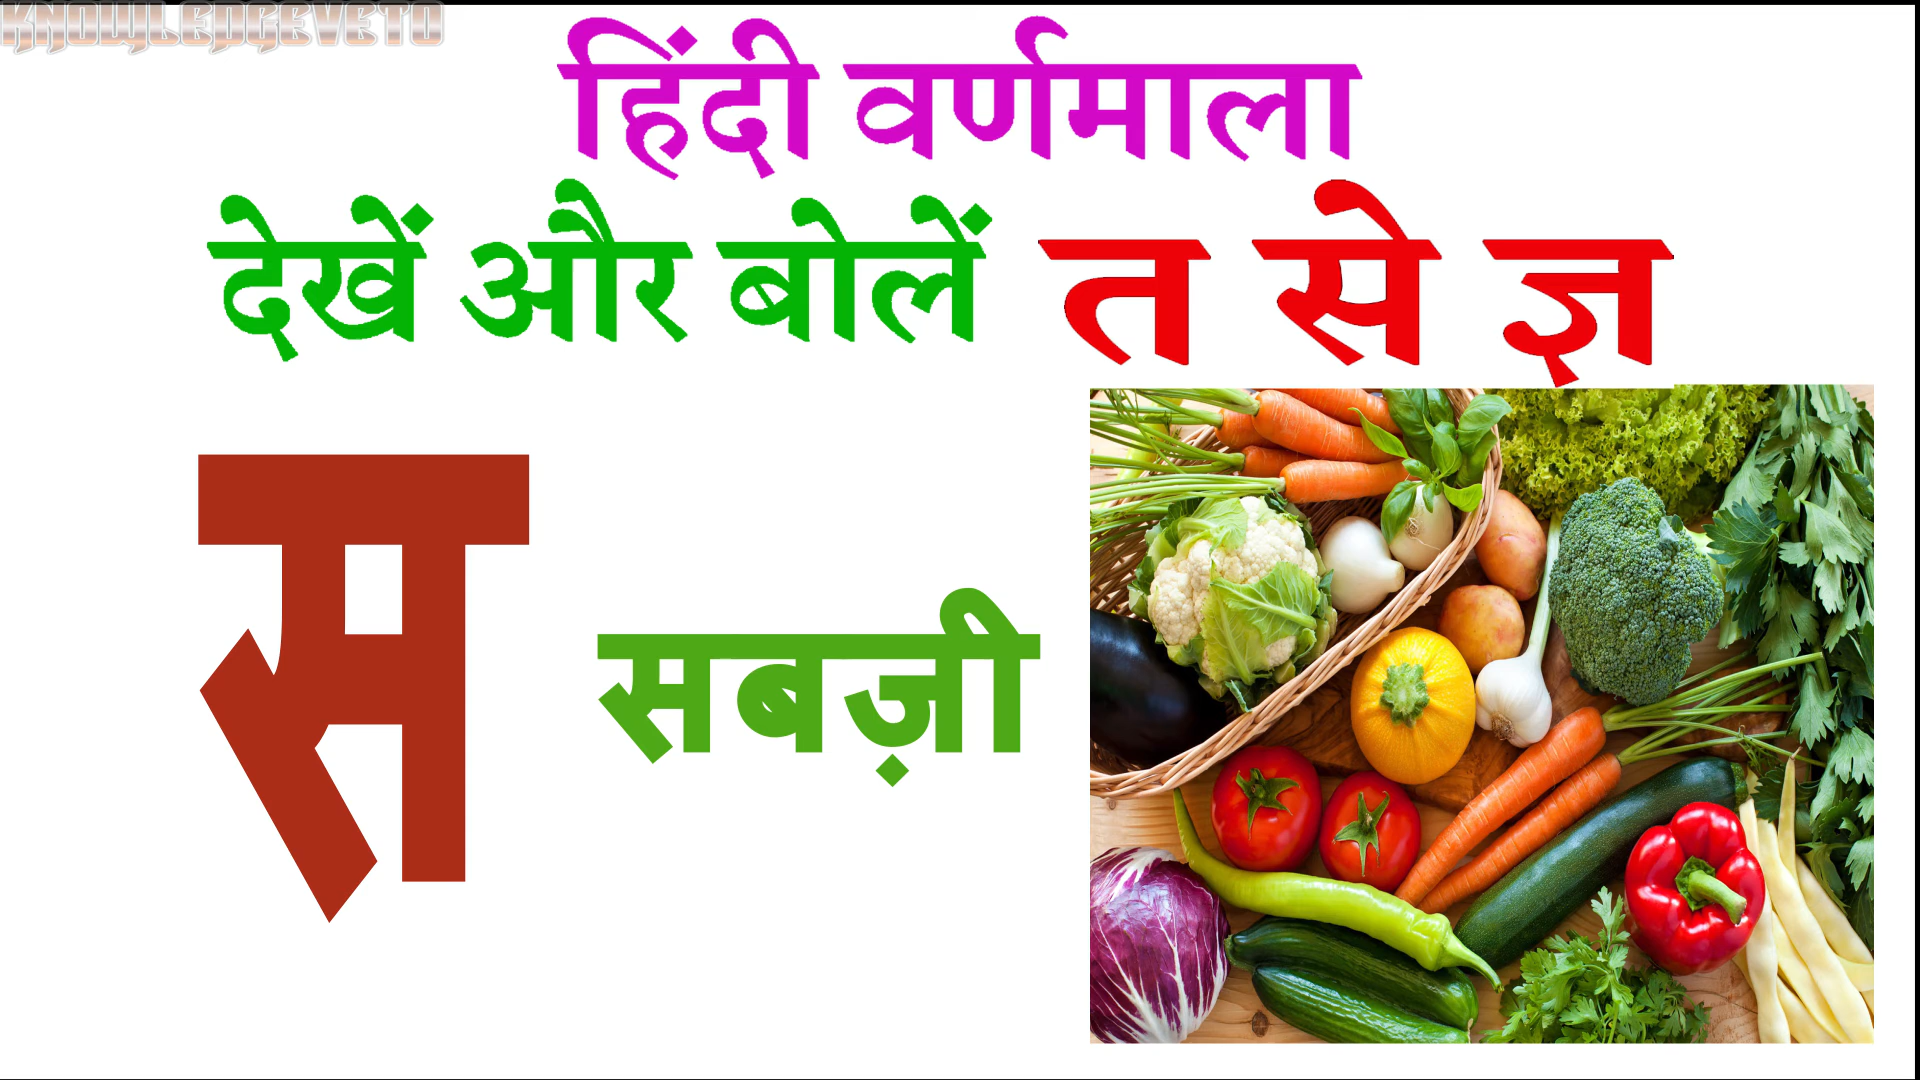 KNOWLEDGEVETO
हिंदी वर्णमाला
देखें और बोलें त से ज्ञ
स
सबज़ी